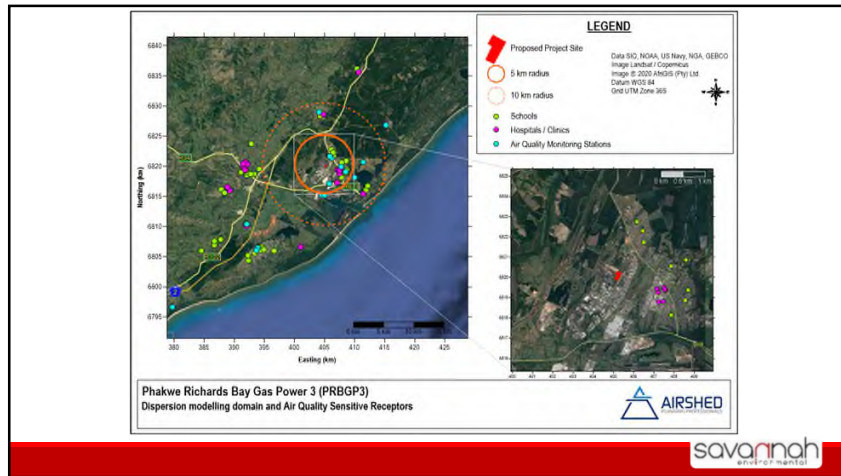 LEGEND
Proposed Project Site
5 km radius
10 km radius
Schools
Hospitals / Clinics
Air Quality Monitoring Stations
Data SIO, NOAA, US Navy, NGA, GEBCO
Image Landsat / Copernicus
Image © 2020 AfriGIS (Pty) Ltd
Datum WGS 84
Grid UTM Zone 36S
Northing (km)
6840
6835
6830
6825
6820
6815
6810
6805
6800
6795
380 385 390 395 400 405 410 415 420 425
Easting (km)
Phakwe Richards Bay Gas Power 3 (PRBGP3)
Dispersion modelling domain and Air Quality Sensitive Receptors
AIRSHED
PLANNING PROFESSIONALS
savannah
environmental